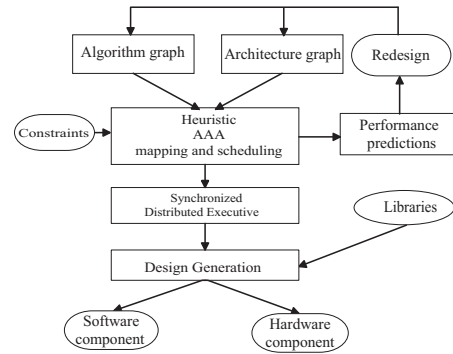 Algorithm graph
Architecture graph
Redesign
Constraints
Heuristic
AAA
mapping and scheduling
Performance
predictions
Synchronized
Distributed Executive
Libraries
Design Generation
Software
component
Hardware
component